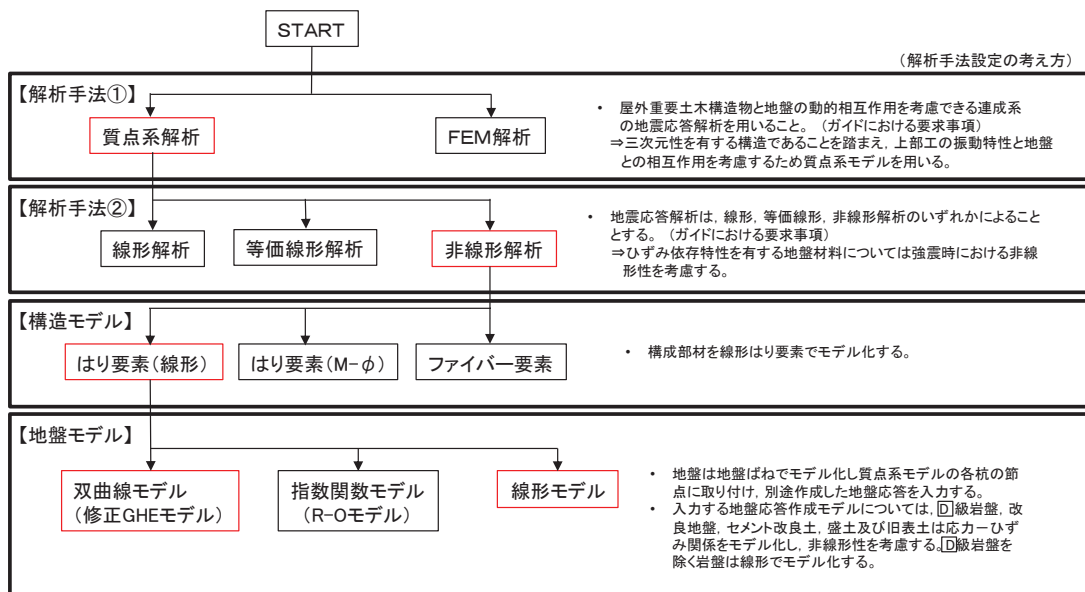 START
(解析手法設定の考え方)
【解析手法①】
質点系解析
FEM解析
・ 屋外重要土木構造物と地盤の動的相互作用を考慮できる連成系
の地震応答解析を用いること。（ガイドにおける要求事項）
⇒三次元性を有する構造であることを踏まえ，上部工の振動特性と地盤
との相互作用を考慮するため質点系モデルを用いる。
【解析手法②】
線形解析
等価線形解析
非線形解析
・ 地震応答解析は，線形，等価線形，非線形解析のいずれかによること
とする。（ガイドにおける要求事項）
⇒ひずみ依存特性を有する地盤材料については強震時における非線
形性を考慮する。
【構造モデル】
はり要素(線形)
はり要素(M-φ)
ファイバー要素
・ 構成部材を線形はり要素でモデル化する。
【地盤モデル】
双曲線モデル
(修正GHEモデル)
指数関数モデル
(R-Oモデル)
線形モデル
・ 地盤は地盤ばねでモデル化し質点系モデルの各杭の節
点に取り付け，別途作成した地盤応答を入力する。
・ 入力する地盤応答作成モデルについては，D級岩盤，改
良地盤，セメント改良土，盛土及び旧表土は応力ーひず
み関係をモデル化し，非線形性を考慮する。D級岩盤を
除く岩盤は線形でモデル化する。